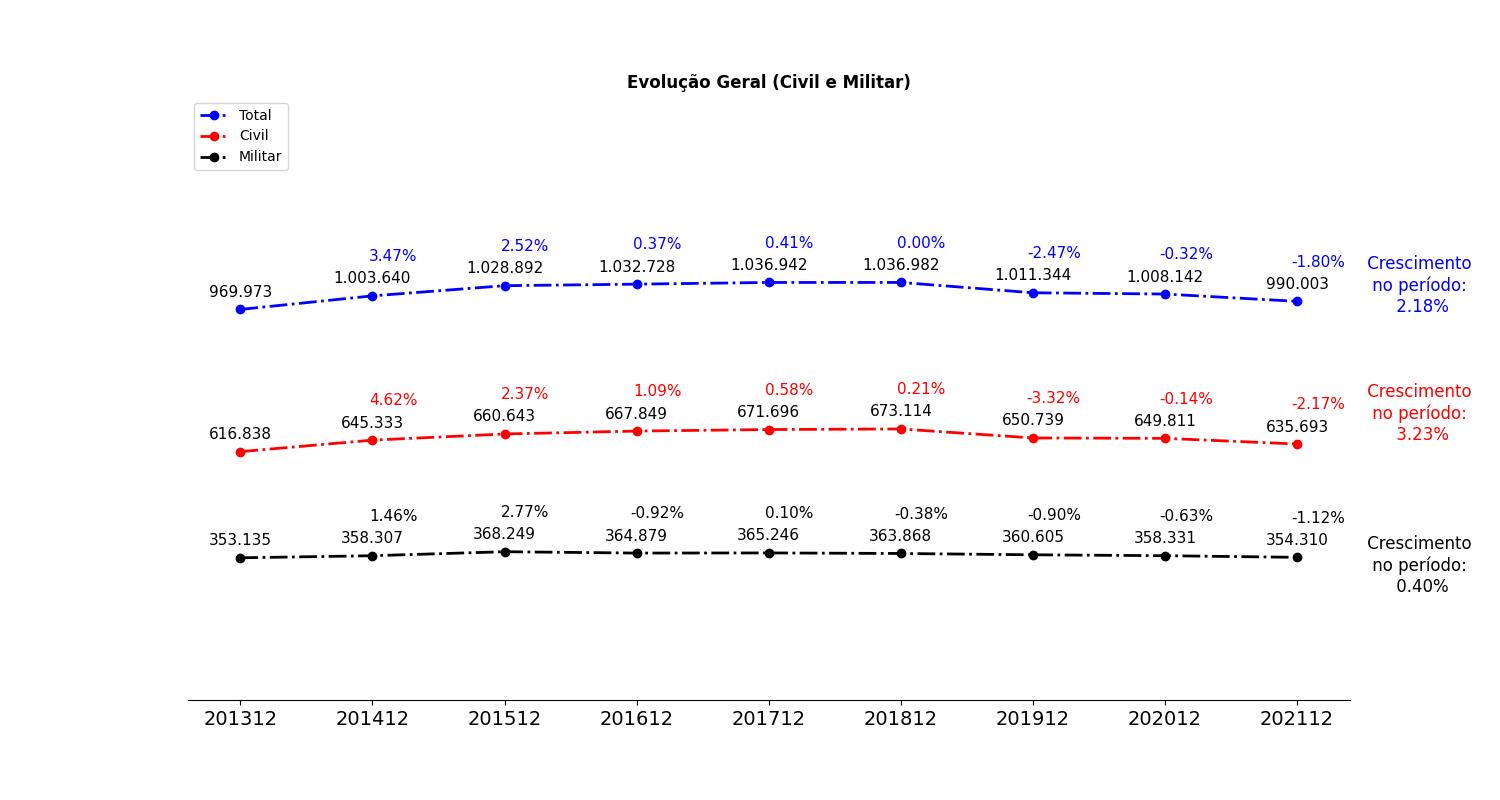 Evolução Geral (Civil e Militar)
Total
Civil
Militar
3.47% 2.52% 0.37% 0.41% 0.00% -2.47% -0.32% -1.80%
969.973 1.003.640 1.028.892 1.032.728 1.036.942 1.036.982 1.011.344 1.008.142 990.003
Crescimento
no período:
2.18%
4.62% 2.37% 1.09% 0.58% 0.21% -3.32% -0.14% -2.17%
616.838 645.333 660.643 667.849 671.696 673.114 650.739 649.811 635.693
Crescimento
no período:
3.23%
1.46% 2.77% -0.92% 0.10% -0.38% -0.90% -0.63% -1.12%
353.135 358.307 368.249 364.879 365.246 363.868 360.605 358.331 354.310
Crescimento
no período:
0.40%
201312 201412 201512 201612 201712 201812 201912 202012 202112